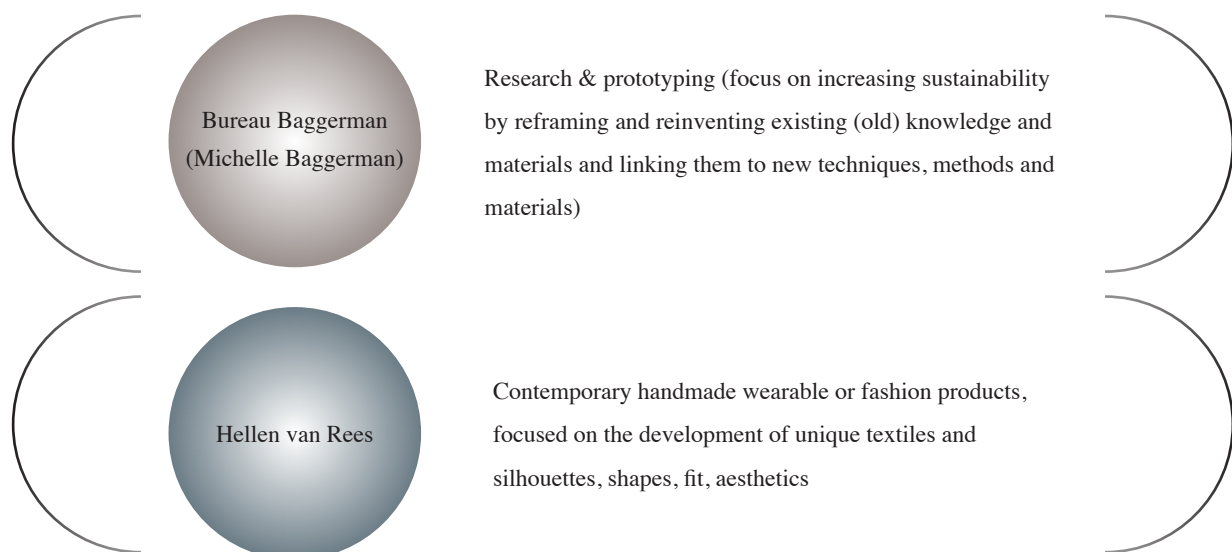 Bureau Baggerman
(Michelle Baggerman)
Research & prototyping (focus on increasing sustainability
by reframing and reinventing existing (old) knowledge and
materials and linking them to new techniques, methods and
materials)
Hellen van Rees
Contemporary handmade wearable or fashion products,
focused on the development of unique textiles and
silhouettes, shapes, fit, aesthetics